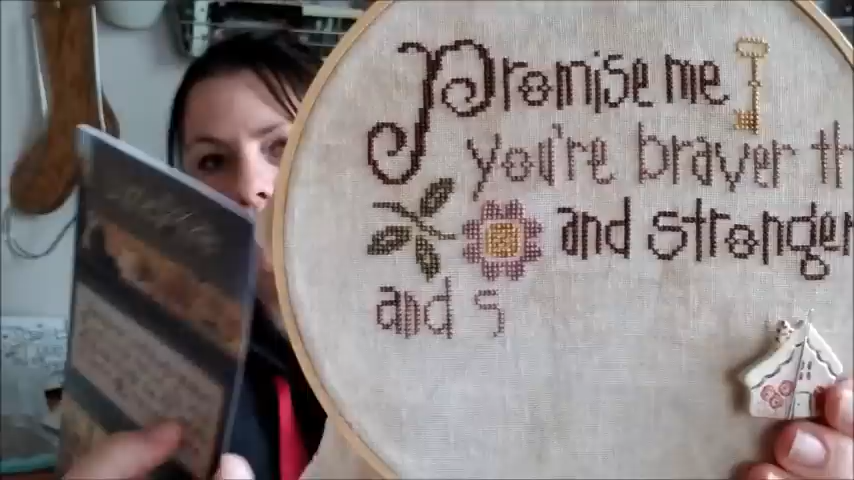 Promise me
you're braver th
and stronger
and s